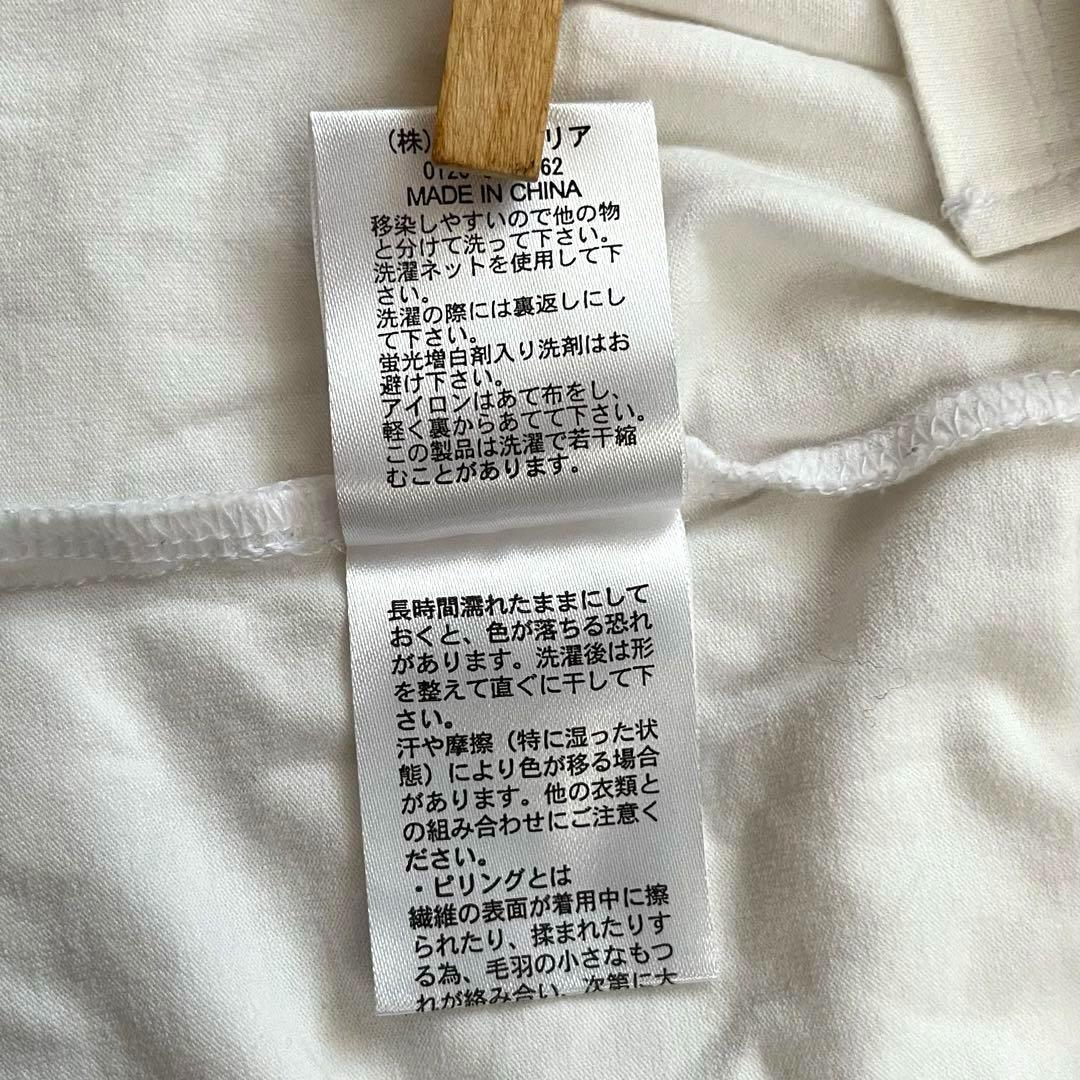 (株) リア
62
MADE IN CHINA
移染しやすいので他の物
と分けて洗って下さい。
洗濯ネットを使用して下
さい。
洗濯の際には裏返しにし
て下さい。
蛍光増白剤入り洗剤はお
避け下さい。
アイロンはあて布をし、
軽く裏からあてて下さい。
この製品は洗濯で若干縮
むことがあります。
長時間濡れたままにして
おくと、色が落ちる恐れ
があります。洗濯後は形
を整えて直ぐに干して下
さい。
汗や摩擦（特に湿った状
態）により色が移る場合
があります。他の衣類と
の組み合わせにご注意く
ださい。
・ピリングとは
繊維の表面が着用中に擦
られたり、揉まれたりす
る為、毛羽の小さなもつ
れが絡み合い、次第に大